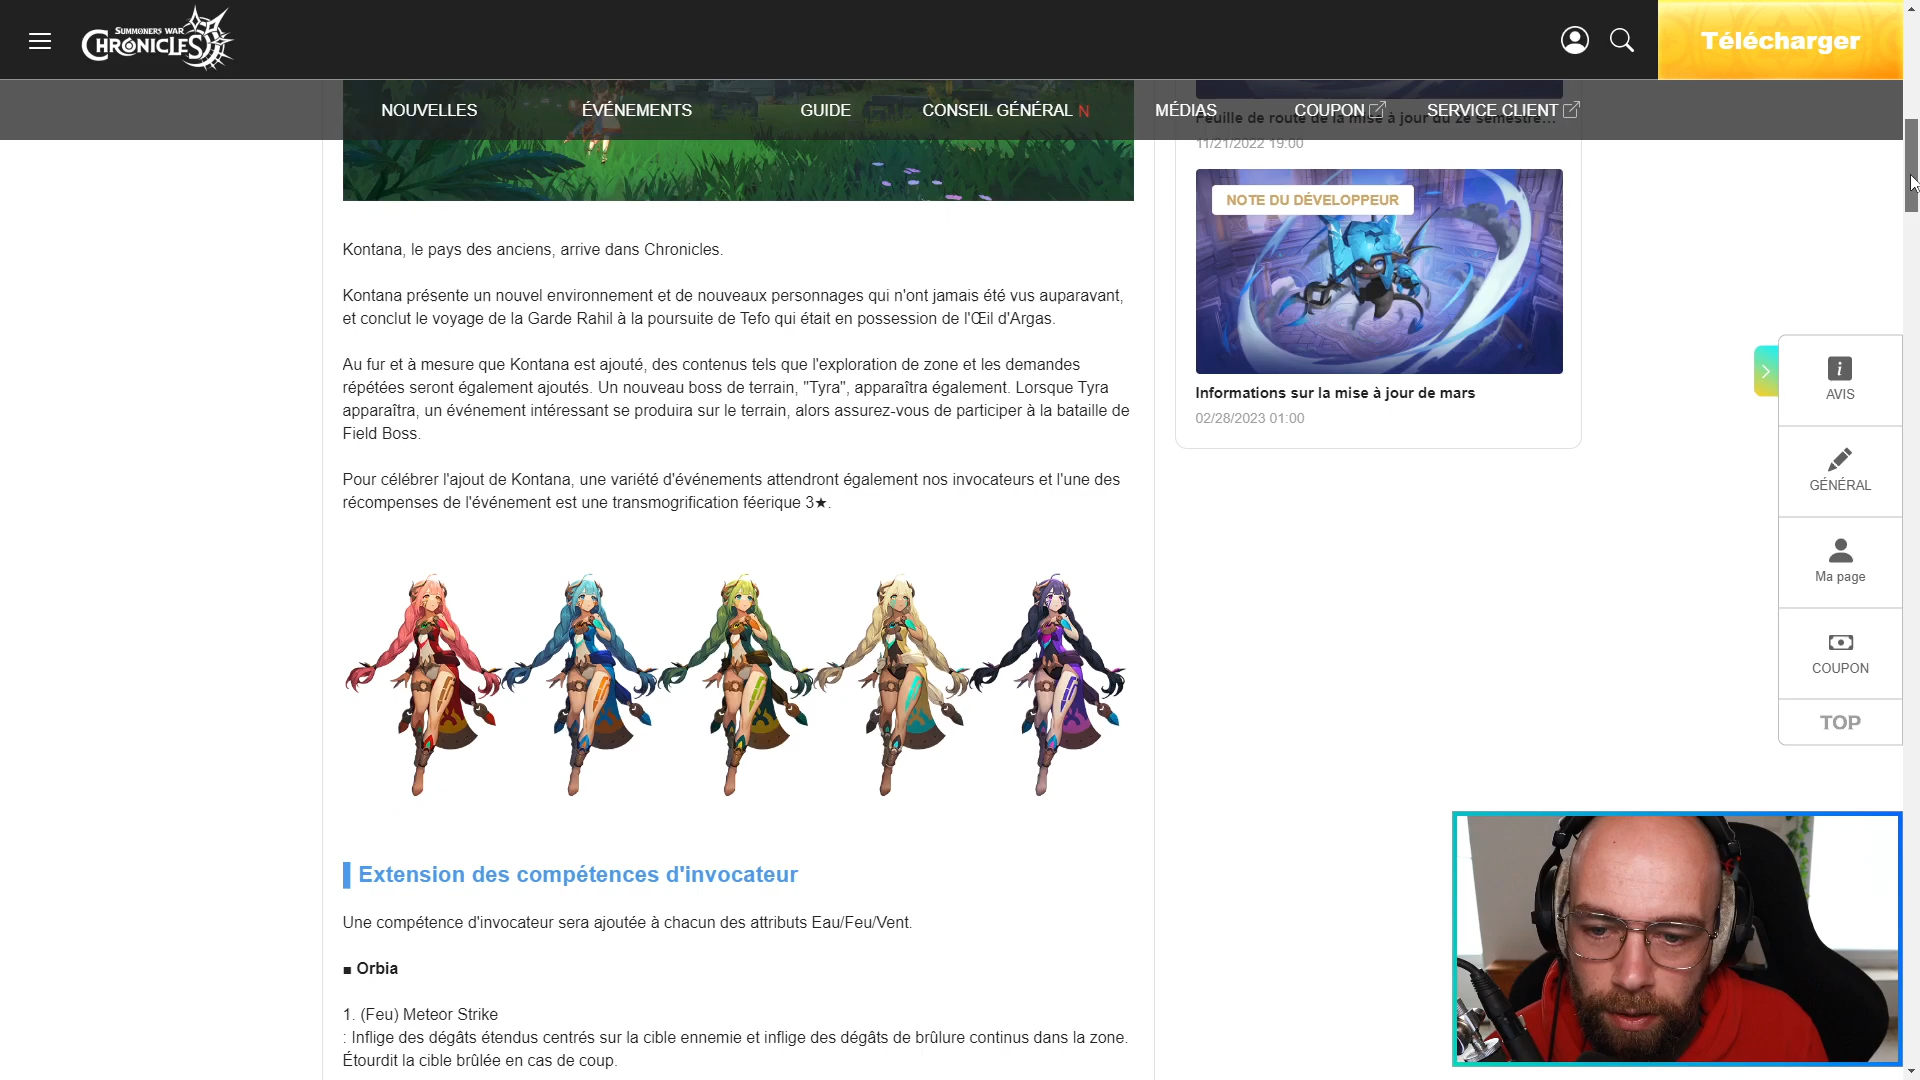 SUMMONERS WAR
CHRONICLES
Télécharger
NOUVELLES
ÉVÉNEMENTS
GUIDE
CONSEIL GÉNÉRAL N
MÉDIAS
COUPON
SERVICE CLIENT
Feuille de route de la mise à jour du 2e semestre...
11/21/2022 19:00
NOTE DU DÉVELOPPEUR
Informations sur la mise à jour de mars
02/28/2023 01:00
Kontana, le pays des anciens, arrive dans Chronicles.
Kontana présente un nouvel environnement et de nouveaux personnages qui n'ont jamais été vus auparavant,
et conclut le voyage de la Garde Rahil à la poursuite de Tefo qui était en possession de l'Œil d'Argas.
Au fur et à mesure que Kontana est ajouté, des contenus tels que l'exploration de zone et les demandes
répétées seront également ajoutés. Un nouveau boss de terrain, "Tyra", apparaîtra également. Lorsque Tyra
apparaîtra, un événement intéressant se produira sur le terrain, alors assurez-vous de participer à la bataille de
Field Boss.
Pour célébrer l'ajout de Kontana, une variété d'événements attendront également nos invocateurs et l'une des
récompenses de l'événement est une transmogrification féerique 3★.
Extension des compétences d'invocateur
Une compétence d'invocateur sera ajoutée à chacun des attributs Eau/Feu/Vent.
■ Orbia
1. (Feu) Meteor Strike
: Inflige des dégâts étendus centrés sur la cible ennemie et inflige des dégâts de brûlure continus dans la zone.
Étourdit la cible brûlée en cas de coup.
AVIS
GÉNÉRAL
Ma page
COUPON
TOP